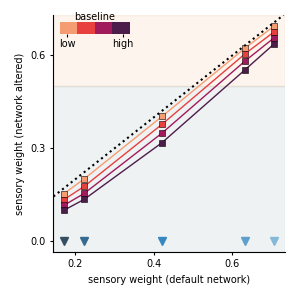 baseline
low high
0.6
0.3
0.0
sensory weight (network altered)
0.2 0.4 0.6
sensory weight (default network)